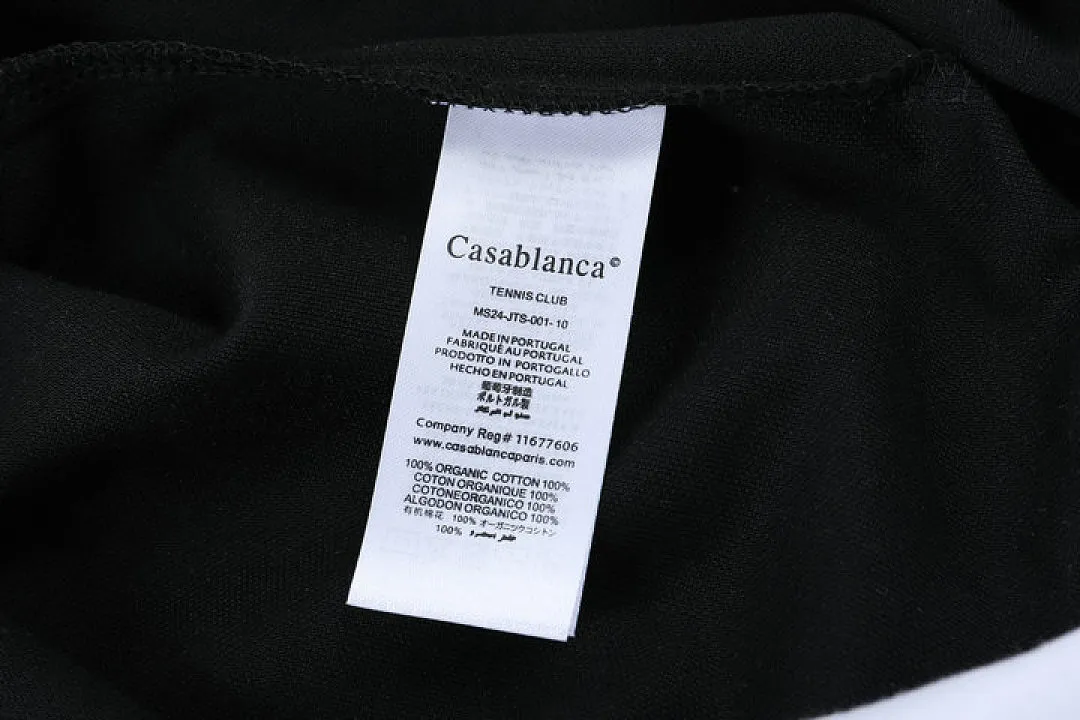 Casablanca©
TENNIS CLUB
MS24-JTS-001-10
MADE IN PORTUGAL
FABRIQUÉ AU PORTUGAL
PRODOTTO IN PORTOGALLO
HECHO EN PORTUGAL
葡萄牙制造
ポルトガル製
Company Reg# 11677606
www.casablancaparis.com
100% ORGANIC COTTON 100%
COTON ORGANIQUE 100%
COTONEORGANICO 100%
ALGODON ORGANICO 100%
有机棉花 100% オーガニックコットン
100%